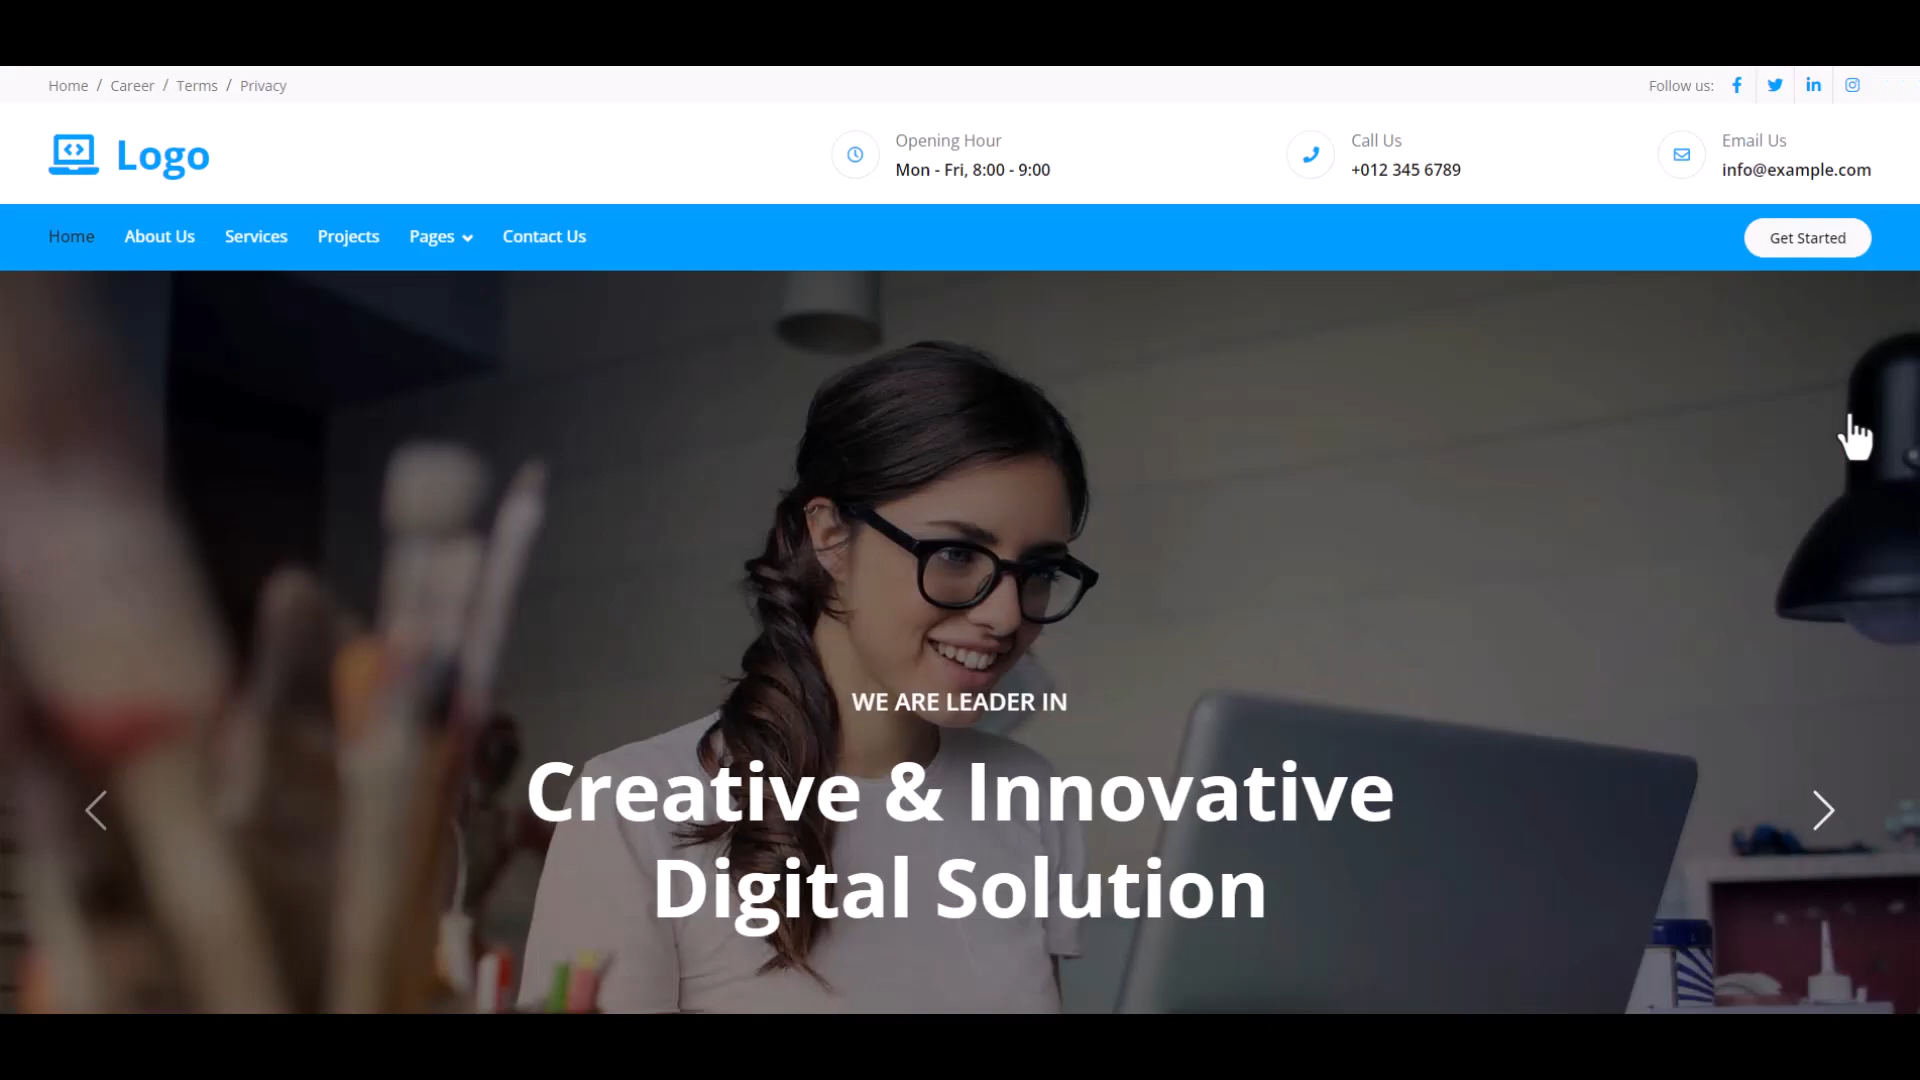 Home / Career / Terms / Privacy
Follow us:
Logo
Opening Hour
Mon - Fri, 8:00 - 9:00
Call Us
+012 345 6789
Email Us
info@example.com
Home About Us Services Projects Pages Contact Us
Get Started
WE ARE LEADER IN
Creative & Innovative
Digital Solution